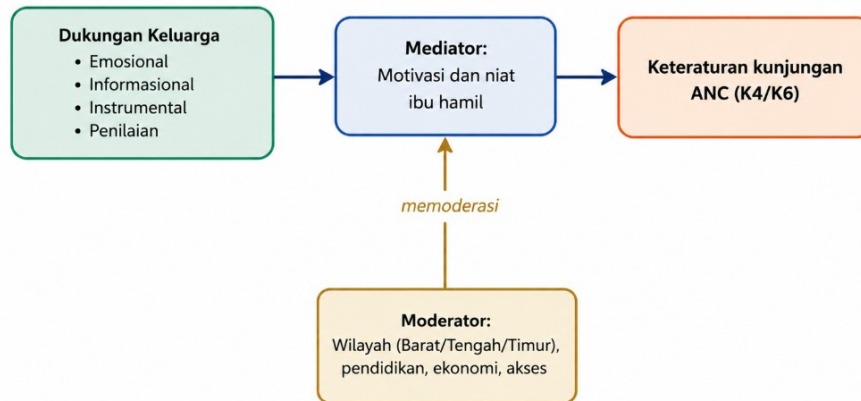 Dukungan Keluarga
• Emosional
• Informasional
• Instrumental
• Penilaian
Mediator:
Motivasi dan niat
ibu hamil
Keteraturan kunjungan
ANC (K4/K6)
memoderasi
Moderator:
Wilayah (Barat/Tengah/Timur),
pendidikan, ekonomi, akses